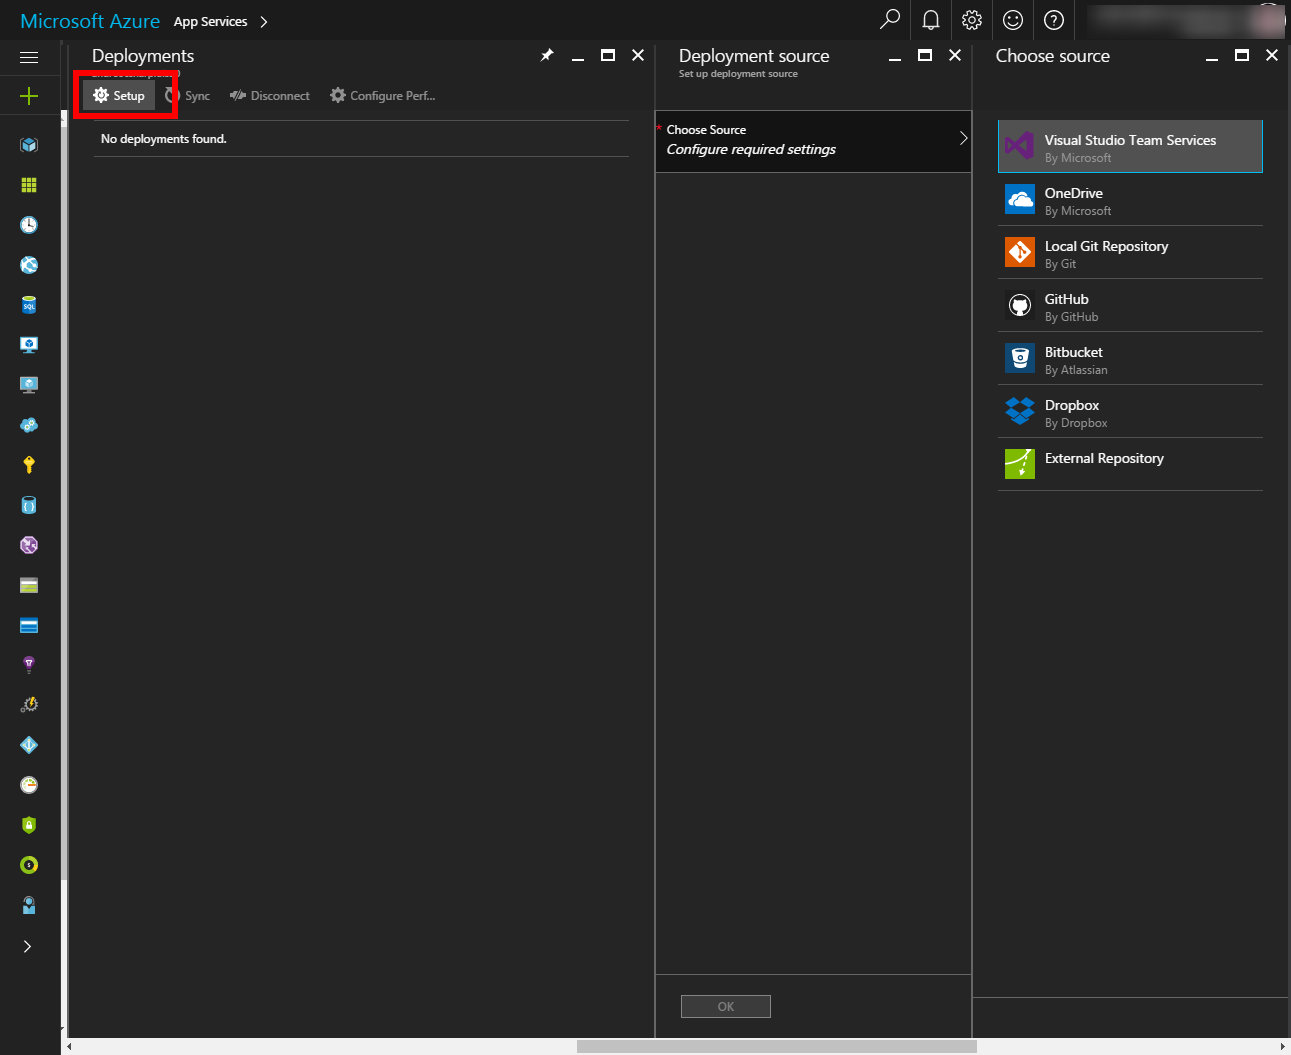 Microsoft Azure App Services
Deployments
Setup
Sync
Disconnect
Configure Perf...
No deployments found.
Deployment source
Set up deployment source
* Choose Source
Configure required settings
OK
Choose source
Visual Studio Team Services
By Microsoft
OneDrive
By Microsoft
Local Git Repository
By Git
GitHub
By GitHub
Bitbucket
By Atlassian
Dropbox
By Dropbox
External Repository